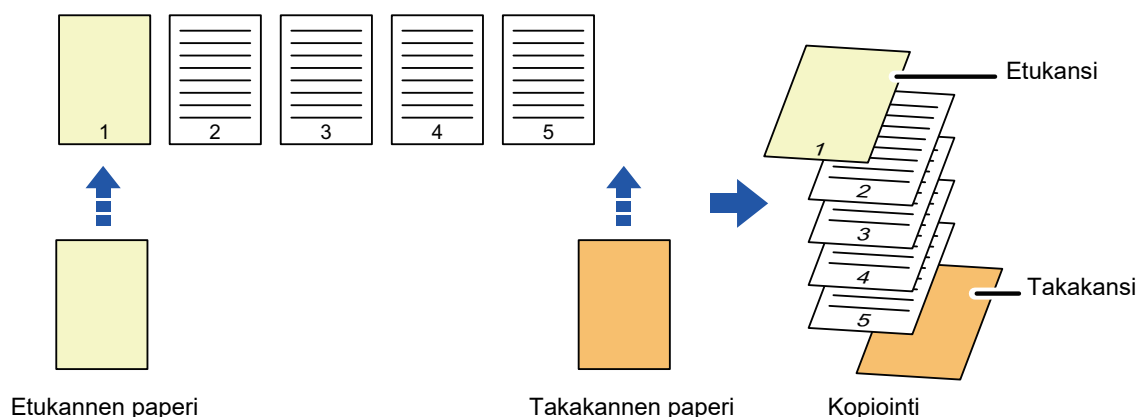 1 2 3 4 5
Etukansi
1
2
3
4
5
Takakansi
Etukannen paperi
Takakannen paperi
Kopiointi